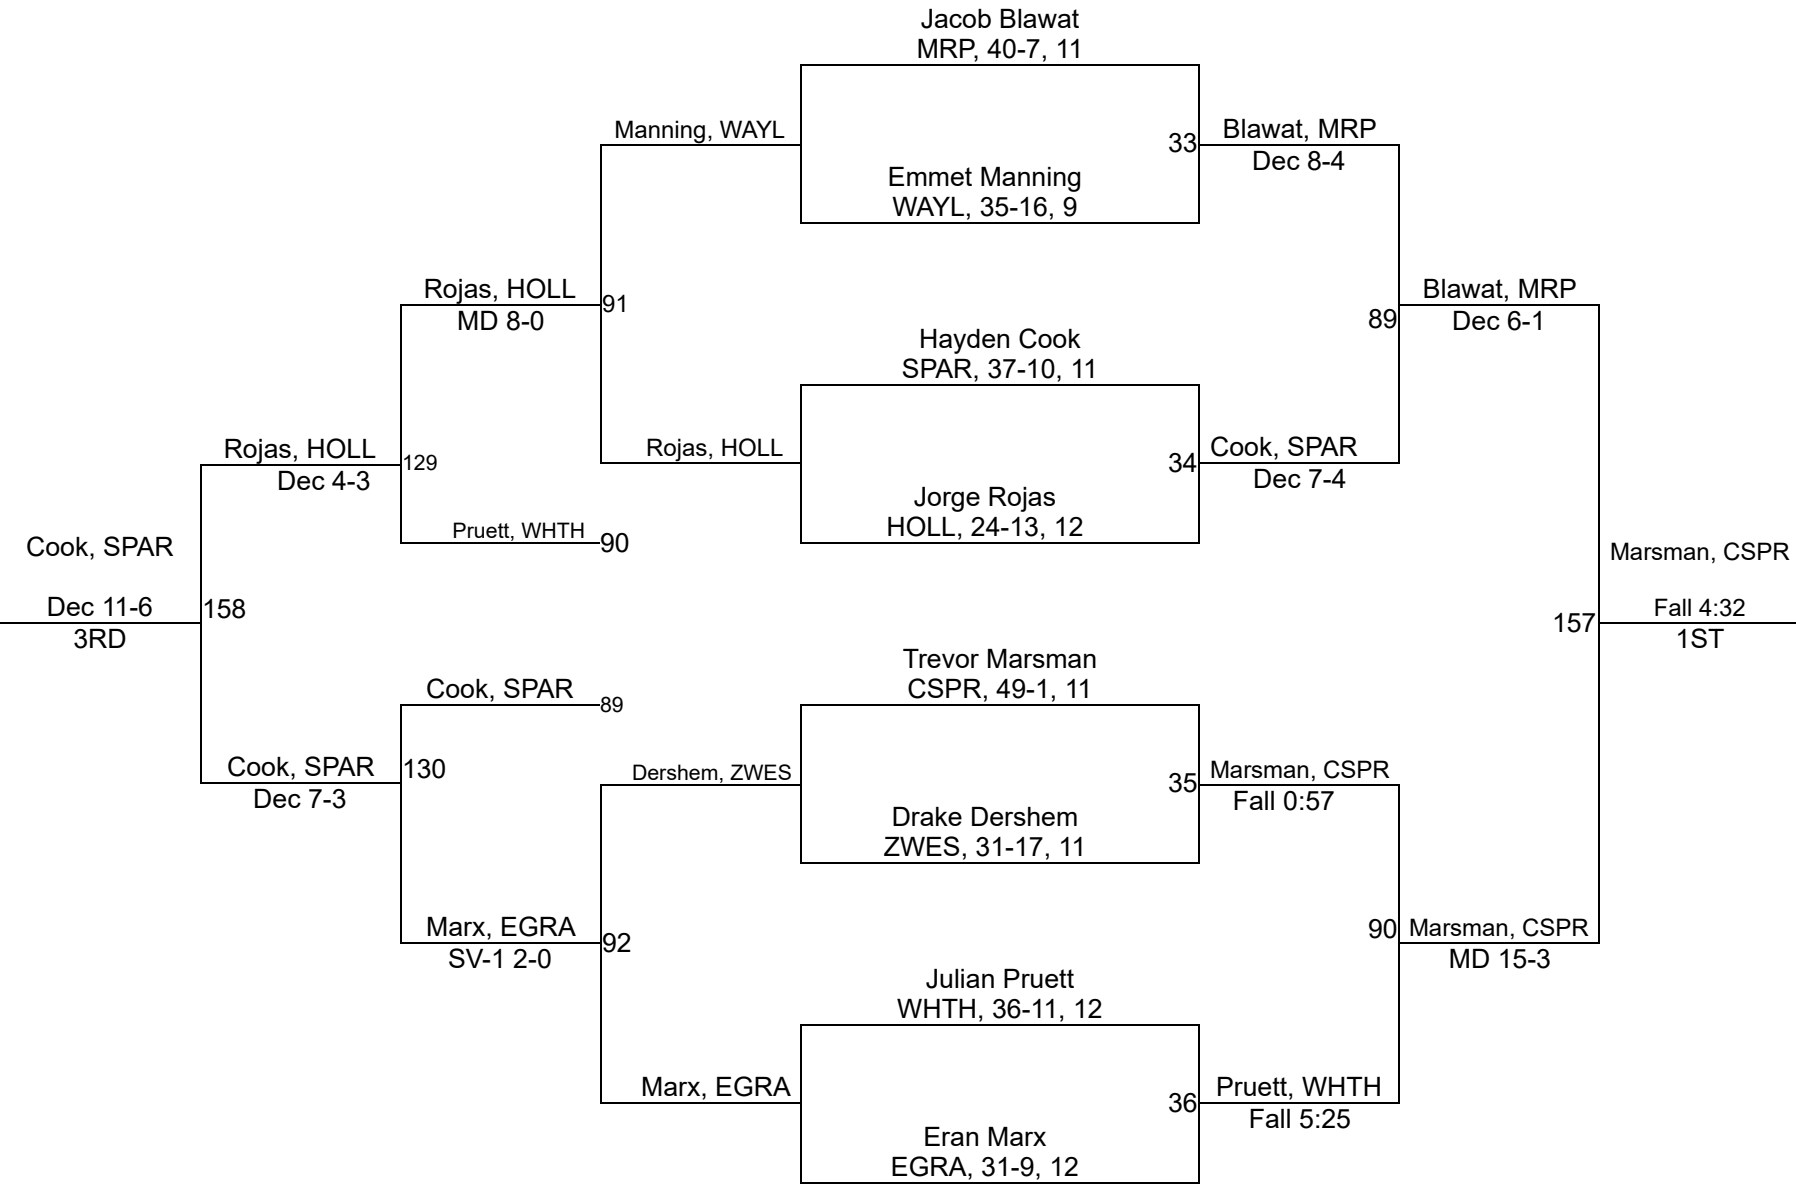 Jacob Blawat
MRP, 40-7, 11
Manning, WAYL
33
Blawat, MRP
Dec 8-4
Emmet Manning
WAYL, 35-16, 9
Rojas, HOLL
MD 8-0
91
Blawat, MRP
Dec 6-1
89
Hayden Cook
SPAR, 37-10, 11
Rojas, HOLL
Dec 4-3
129
Rojas, HOLL
34
Cook, SPAR
Dec 7-4
Jorge Rojas
HOLL, 24-13, 12
Pruett, WHTH
90
Cook, SPAR
Dec 11-6
3RD
158
Marsman, CSPR
Fall 4:32
1ST
157
Trevor Marsman
CSPR, 49-1, 11
Cook, SPAR
89
Cook, SPAR
Dec 7-3
130
Dershem, ZWES
35
Marsman, CSPR
Fall 0:57
Drake Dershem
ZWES, 31-17, 11
Marx, EGRA
SV-1 2-0
92
90
Marsman, CSPR
MD 15-3
Julian Pruett
WHTH, 36-11, 12
Marx, EGRA
36
Pruett, WHTH
Fall 5:25
Eran Marx
EGRA, 31-9, 12